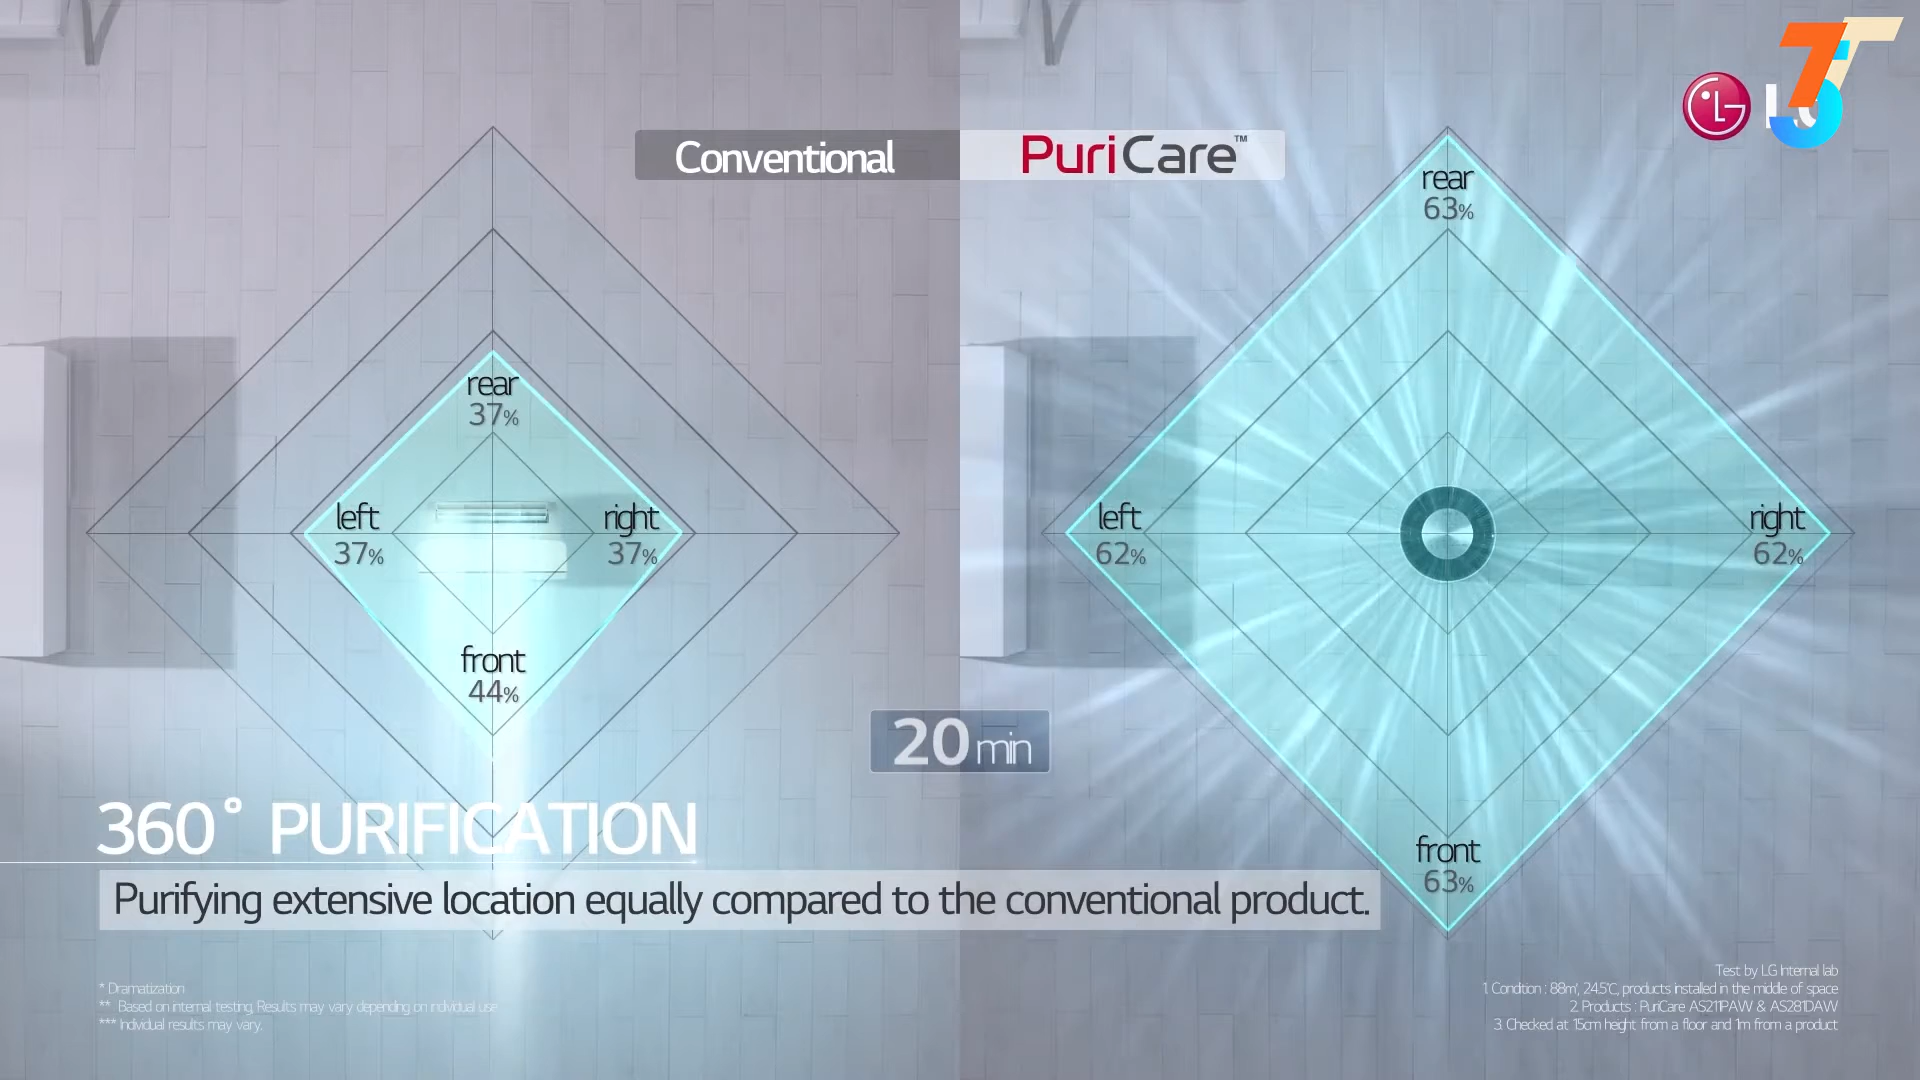 Conventional
PuriCare™
LG
rear
37%
left
37%
right
37%
front
44%
rear
63%
left
62%
right
62%
front
63%
20min
360° PURIFICATION
Purifying extensive location equally compared to the conventional product.
* Dramatization
** Based on internal testing. Results may vary depending on individual use
*** Individual results may vary.
Test by LG Internal lab
1. Condition : 88㎡, 24.5℃, products installed in the middle of space
2. Products : PuriCare AS211PAW & AS281DAW
3. Checked at 15cm height from a floor and 1m from a product